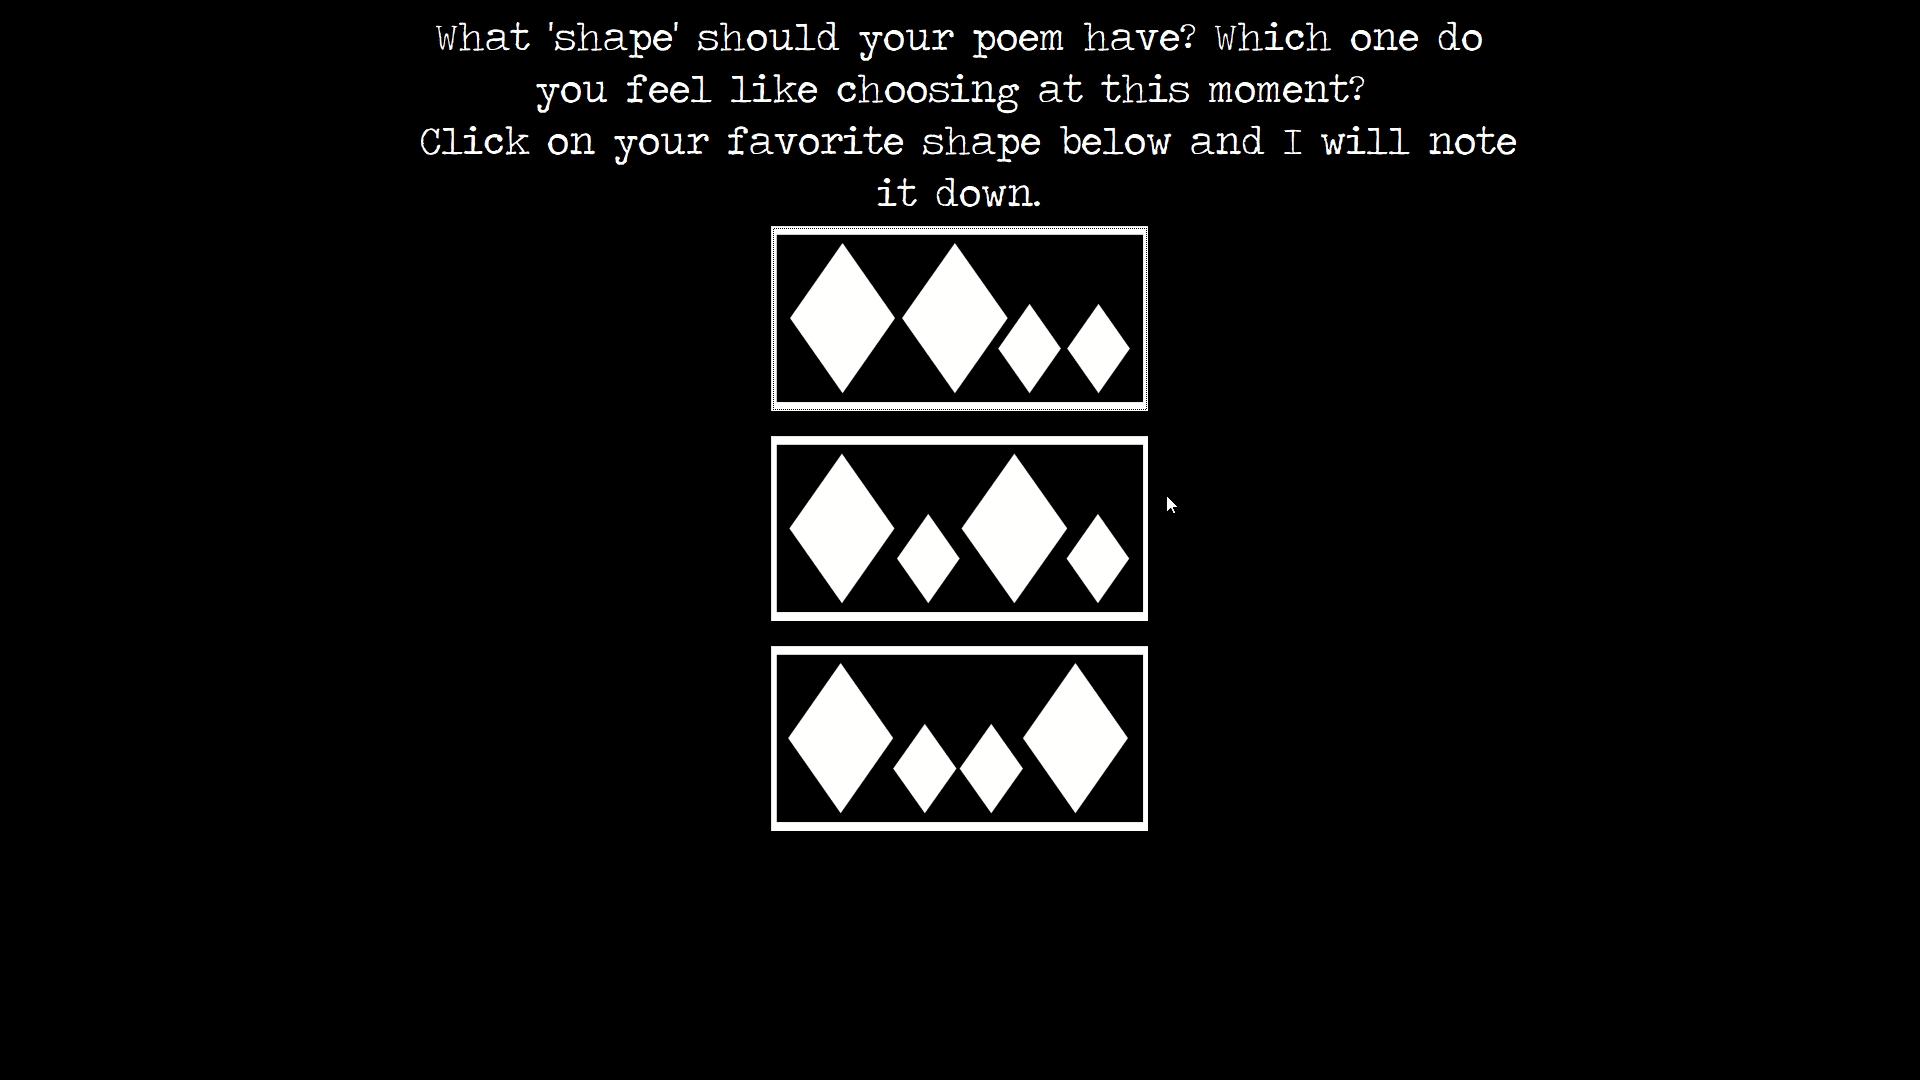 What 'shape' should your poem have? Which one do
you feel like choosing at this moment?
Click on your favorite shape below and I will note
it down.